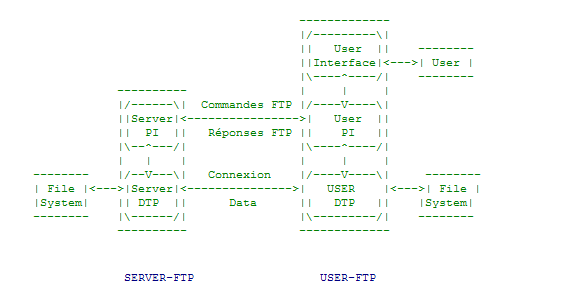 -------------
                                      |/---------\|
                                      ||   User  ||    --------
                                      ||Interface|<--->| User |
                                      |\----^----/|    --------
            ----------                |     |     |
            |/------\|  Commandes FTP |/----V----\|
            ||Server|<---------------->|   User  ||
            ||  PI  ||   Réponses FTP ||    PI   ||
            |\--^---/|                |\----^----/|
            |   |    |                |     |     |
--------    |/--V---\|   Connexion    |/----V----\|    --------
| File |<--->|Server|<---------------->|  USER   |<--->| File |
|System|    || DTP  ||      Data      ||   DTP   ||    |System|
--------    |\------/|                |\---------/|    --------
            ----------                -------------
SERVER-FTP                USER-FTP